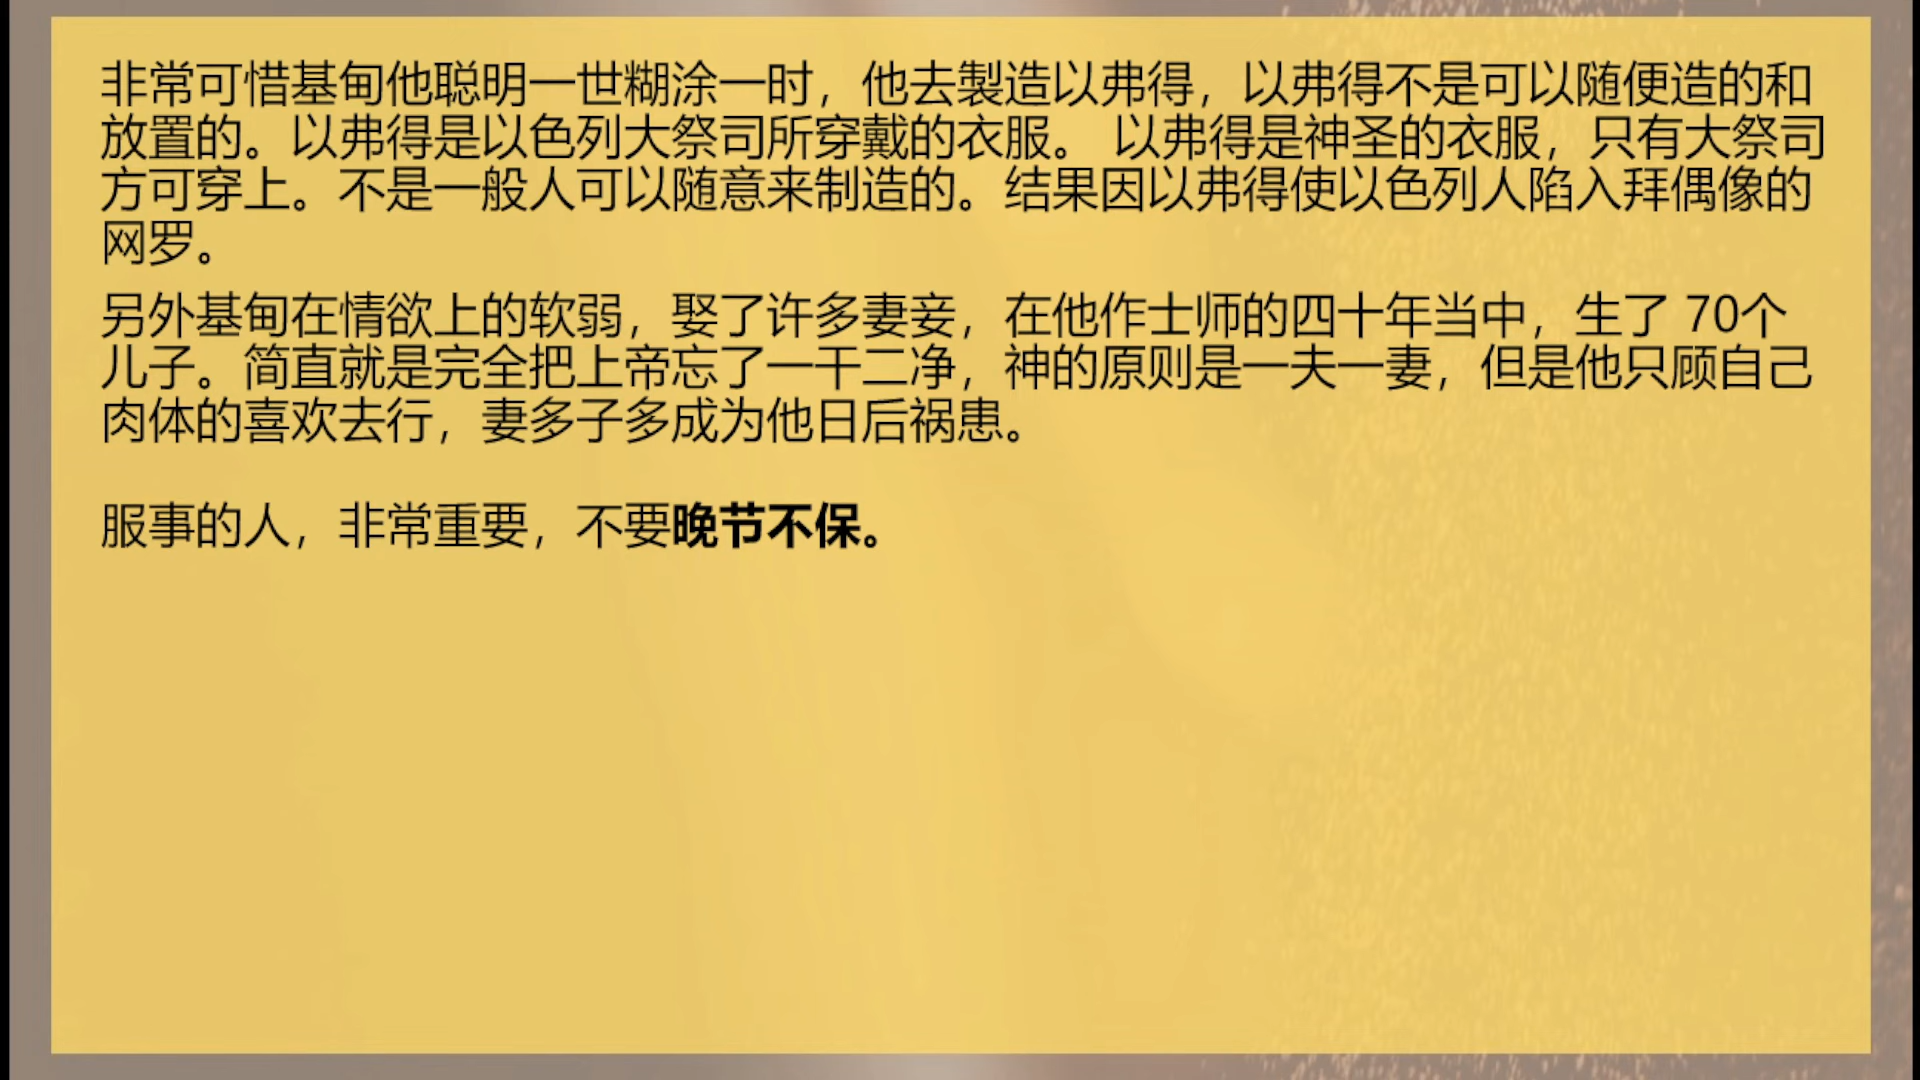 非常可惜基甸他聪明一世糊涂一时，他去製造以弗得，以弗得不是可以随便造的和
放置的。以弗得是以色列大祭司所穿戴的衣服。 以弗得是神圣的衣服，只有大祭司
方可穿上。不是一般人可以随意来制造的。结果因以弗得使以色列人陷入拜偶像的
网罗。
另外基甸在情欲上的软弱，娶了许多妻妾，在他作士师的四十年当中，生了 70个
儿子。简直就是完全把上帝忘了一干二净，神的原则是一夫一妻，但是他只顾自己
肉体的喜欢去行，妻多子多成为他日后祸患。
服事的人，非常重要，不要晚节不保。